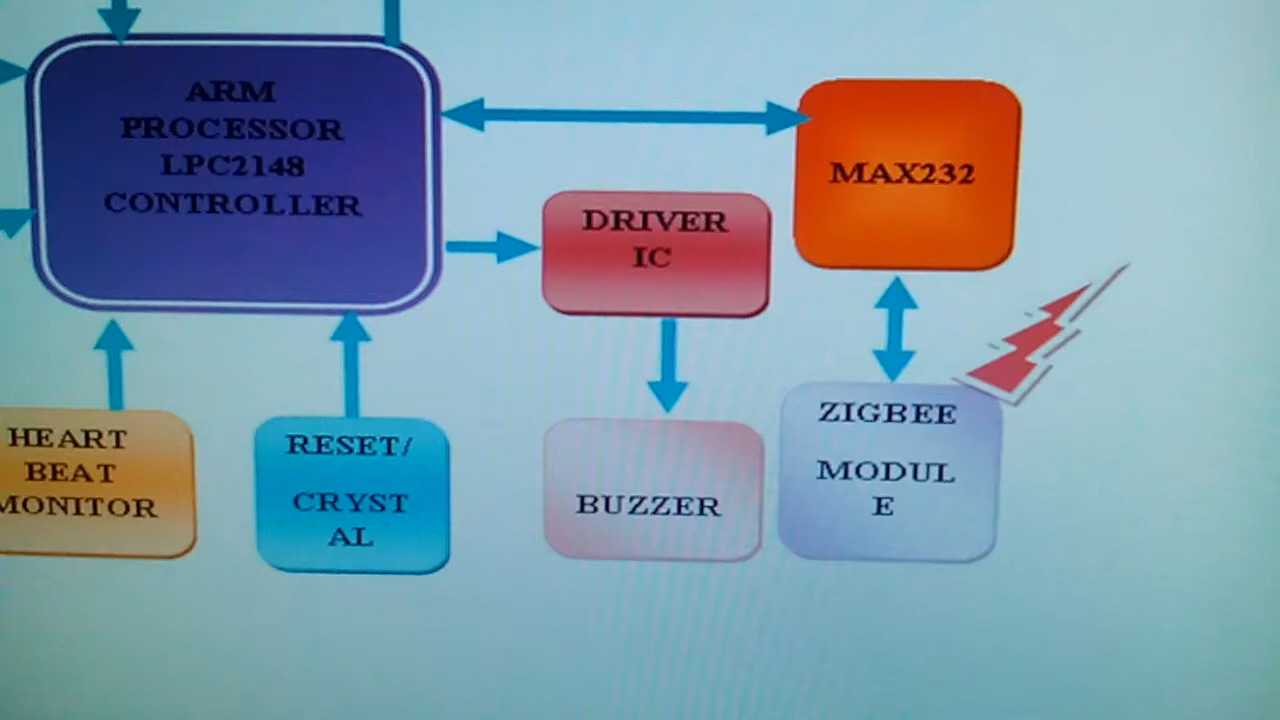 ARM
PROCESSOR
LPC2148
CONTROLLER
MAX232
DRIVER
IC
HEART
BEAT
MONITOR
RESET/
CRYST
AL
BUZZER
ZIGBEE
MODUL
E